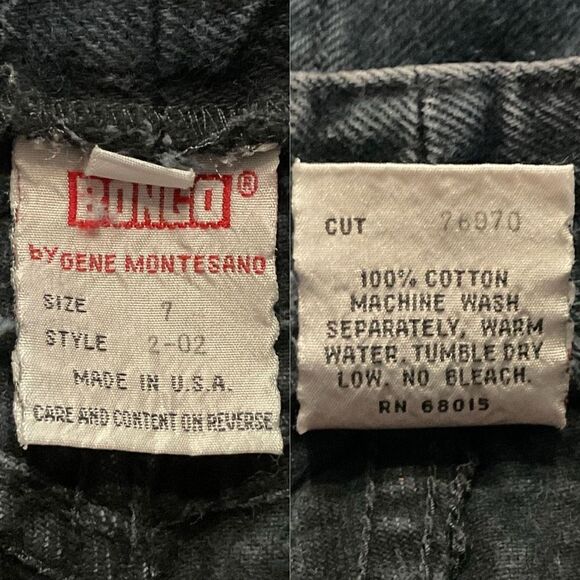 BONGO®
BY GENE MONTESANO
SIZE 7
STYLE 2-02
MADE IN U.S.A.
CARE AND CONTENT ON REVERSE
CUT 76970
100% COTTON
MACHINE WASH
SEPARATELY, WARM
WATER, TUMBLE DRY
LOW. NO BLEACH.
RN 68015